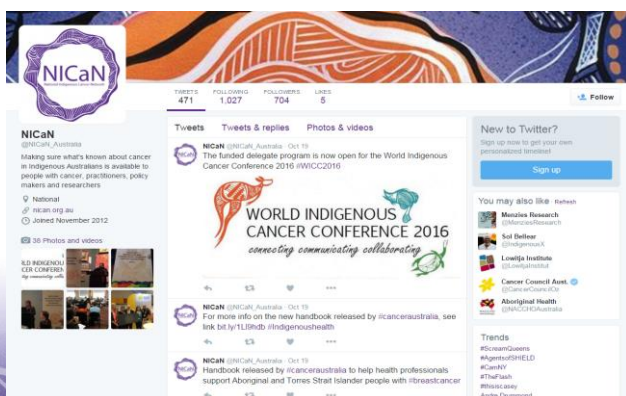 NICaN
National Indigenous Cancer Network
TWEETS
471
FOLLOWING
1,027
FOLLOWERS
704
LIKES
5
Follow
NICaN
@NICaN_Australia
Making sure what's known about cancer
in Indigenous Australians is available to
people with cancer, practitioners, policy
makers and researchers
National
nican.org.au
Joined November 2012
38 Photos and videos
Tweets Tweets & replies Photos & videos
NICaN @NICaN_Australia · Oct 19
The funded delegate program is now open for the World Indigenous
Cancer Conference 2016 #WICC2016
WORLD INDIGENOUS
CANCER CONFERENCE 2016
connecting communicating collaborating
NICaN @NICaN_Australia · Oct 19
For more info on the new handbook released by #canceraustralia, see
link #Indigenoushealth
NICaN @NICaN_Australia · Oct 19
Handbook released by #canceraustralia to help health professionals
support Aboriginal and Torres Strait Islander people with #breastcancer
New to Twitter?
Sign up now to get your own
personalized timeline!
Sign up
You may also like Refresh
Menzies Research
@MenziesResearch
Sol Bellear
@IndigenousX
Lowitja Institute
@LowitjaInstitut
Cancer Council Aust.
@CancerCouncilOz
Aboriginal Health
@NACCHOAustralia
Trends
#ScreamQueens
#AgentsofSHIELD
#CamNY
#TheFlash
#thisiscasey
Andre Drummond